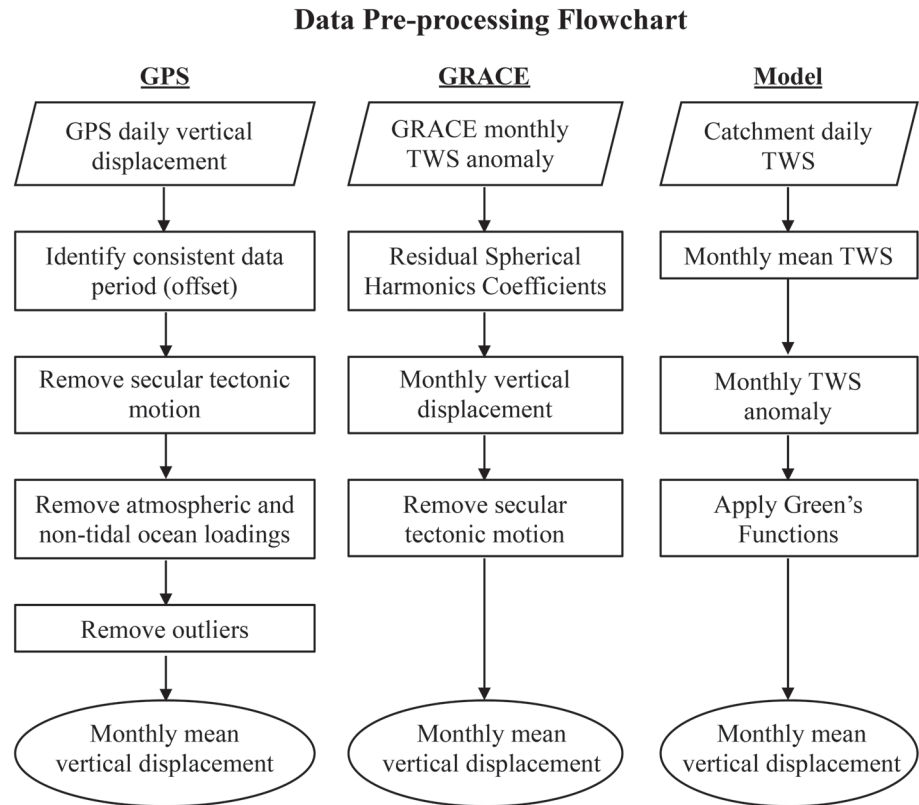 Data Pre-processing Flowchart
GPS
GPS daily vertical
displacement
Identify consistent data
period (offset)
Remove secular tectonic
motion
Remove atmospheric and
non-tidal ocean loadings
Remove outliers
Monthly mean
vertical displacement
GRACE
GRACE monthly
TWS anomaly
Residual Spherical
Harmonics Coefficients
Monthly vertical
displacement
Remove secular
tectonic motion
Monthly mean
vertical displacement
Model
Catchment daily
TWS
Monthly mean TWS
Monthly TWS
anomaly
Apply Green's
Functions
Monthly mean
vertical displacement